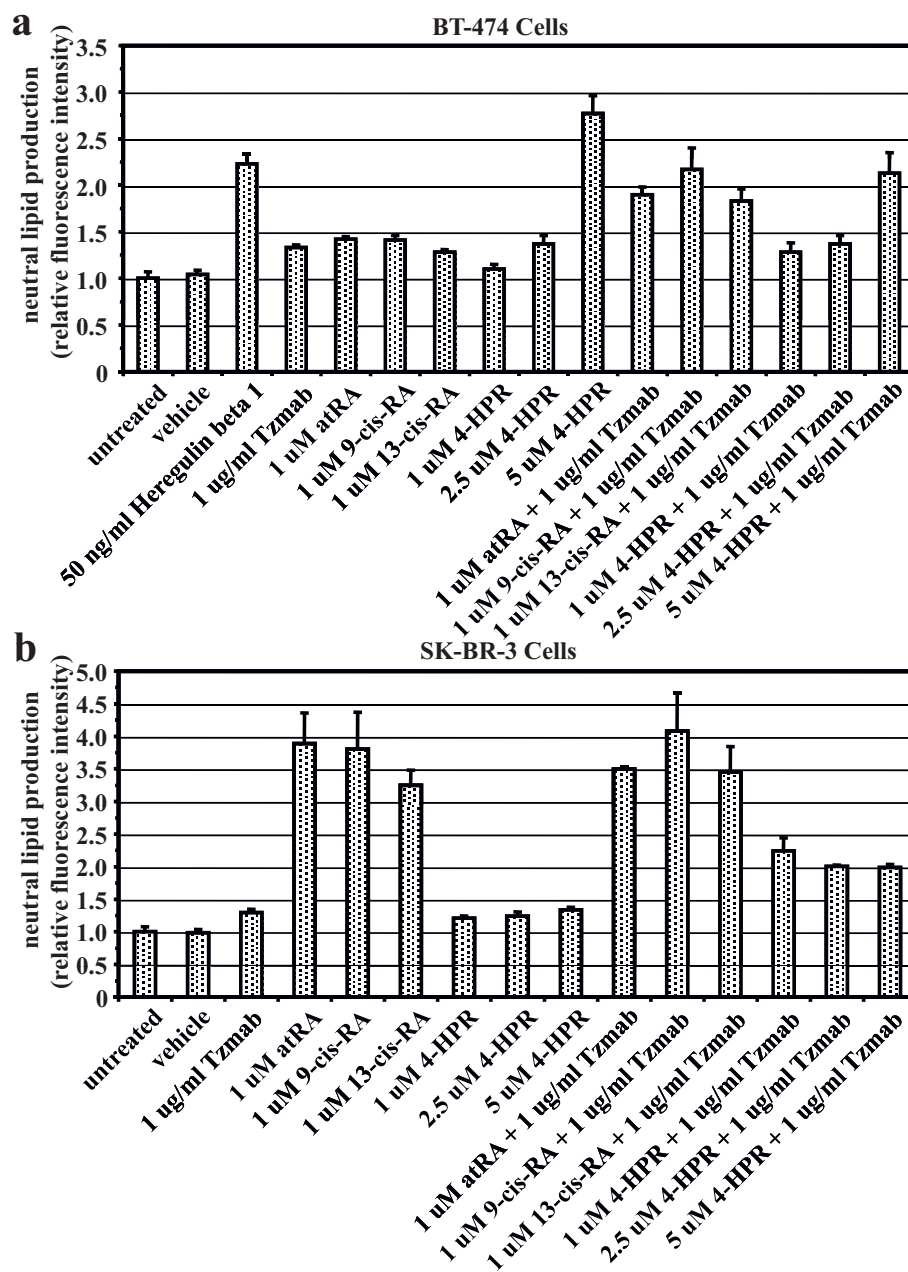 a
BT-474 Cells
neutral lipid production
(relative fluorescence intensity)
3.5
3.0
2.5
2.0
1.5
1.0
0.5
0
untreated
vehicle
50 ng/ml Heregulin beta 1
1 ug/ml Tzmab
1 uM atRA
1 uM 9-cis-RA
1 uM 13-cis-RA
1 uM 4-HPR
2.5 uM 4-HPR
5 uM 4-HPR
1 uM atRA + 1 ug/ml Tzmab
1 uM 9-cis-RA + 1 ug/ml Tzmab
1 uM 13-cis-RA + 1 ug/ml Tzmab
1 uM 4-HPR + 1 ug/ml Tzmab
2.5 uM 4-HPR + 1 ug/ml Tzmab
5 uM 4-HPR + 1 ug/ml Tzmab
b
SK-BR-3 Cells
neutral lipid production
(relative fluorescence intensity)
5.0
4.5
4.0
3.5
3.0
2.5
2.0
1.5
1.0
0.5
0
untreated
vehicle
1 ug/ml Tzmab
1 uM atRA
1 uM 9-cis-RA
1 uM 13-cis-RA
1 uM 4-HPR
2.5 uM 4-HPR
5 uM 4-HPR
1 uM atRA + 1 ug/ml Tzmab
1 uM 9-cis-RA + 1 ug/ml Tzmab
1 uM 13-cis-RA + 1 ug/ml Tzmab
1 uM 4-HPR + 1 ug/ml Tzmab
2.5 uM 4-HPR + 1 ug/ml Tzmab
5 uM 4-HPR + 1 ug/ml Tzmab